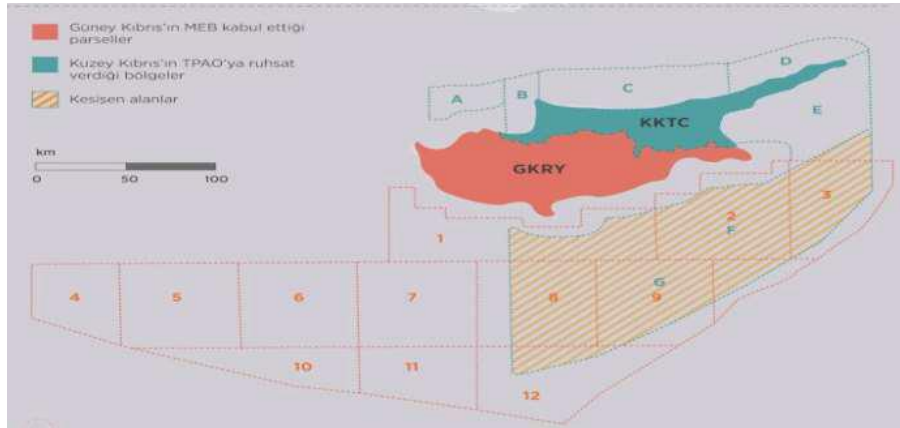 Güney Kıbrıs'ın MEB kabul ettiği
parseller
Kuzey Kıbrıs'ın TPAO'ya ruhsat
verdiği bölgeler
Kesişen alanlar
km
0 50 100
A
B
C
D
E
KKTC
GKRY
1
2
F
3
4
5
6
7
8
G
9
10
11
12